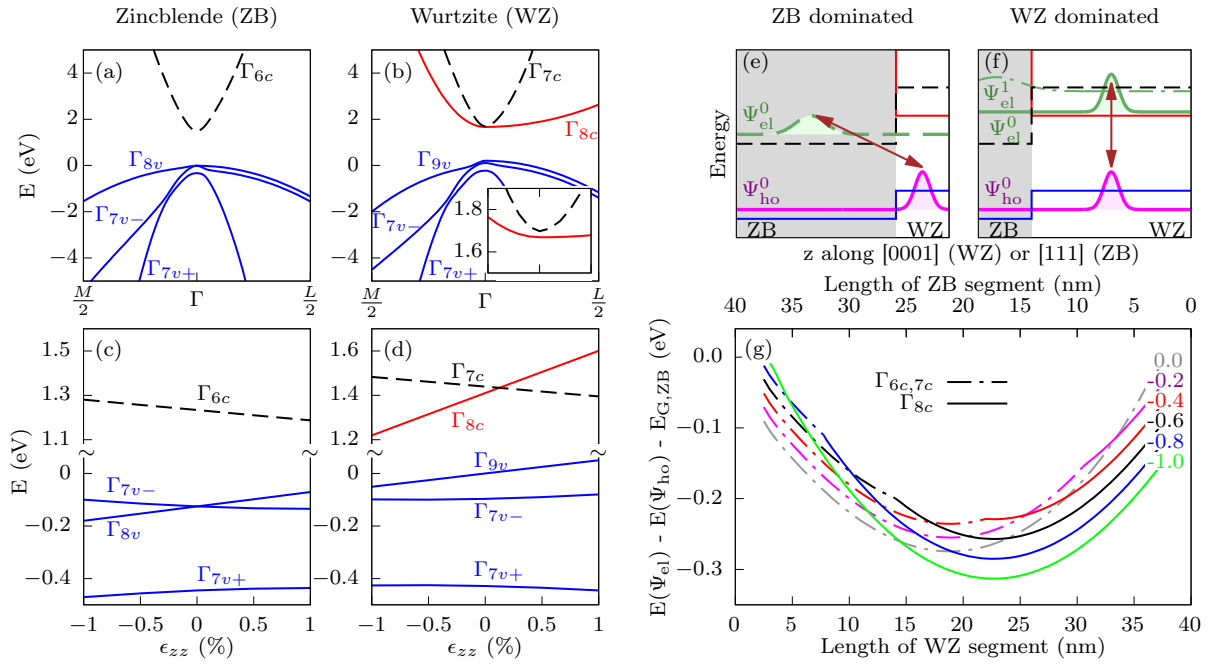 Zincblende (ZB)
Wurtzite (WZ)
ZB dominated
WZ dominated
(a)
E (eV)
4
2
0
−2
−4
Γ6c
Γ8v
Γ7v−
Γ7v+
M/2
Γ
L/2
(b)
Γ7c
Γ8c
Γ9v
Γ7v−
Γ7v+
1.8
1.6
M/2
Γ
L/2
(c)
E (eV)
1.5
1.3
1.1
0
−0.2
−0.4
≀
≀
Γ6c
Γ7v−
Γ8v
Γ7v+
−1
−0.5
0
0.5
1
ϵzz (%)
(d)
1.6
1.4
1.2
~
~
Γ7c
Γ8c
Γ9v
Γ7v−
Γ7v+
−1
−0.5
0
0.5
1
ϵzz (%)
(e)
Energy
Ψ0el
Ψ0ho
ZB
WZ
(f)
Ψ1el
Ψ0el
Ψ0ho
ZB
WZ
z along [0001] (WZ) or [111] (ZB)
Length of ZB segment (nm)
40 35 30 25 20 15 10 5 0
(g)
E(Ψel) - E(Ψho) - EG,ZB (eV)
0.0
−0.1
−0.2
−0.3
Γ6c,7c
Γ8c
0.0
-0.2
-0.4
-0.6
-0.8
-1.0
0 5 10 15 20 25 30 35 40
Length of WZ segment (nm)